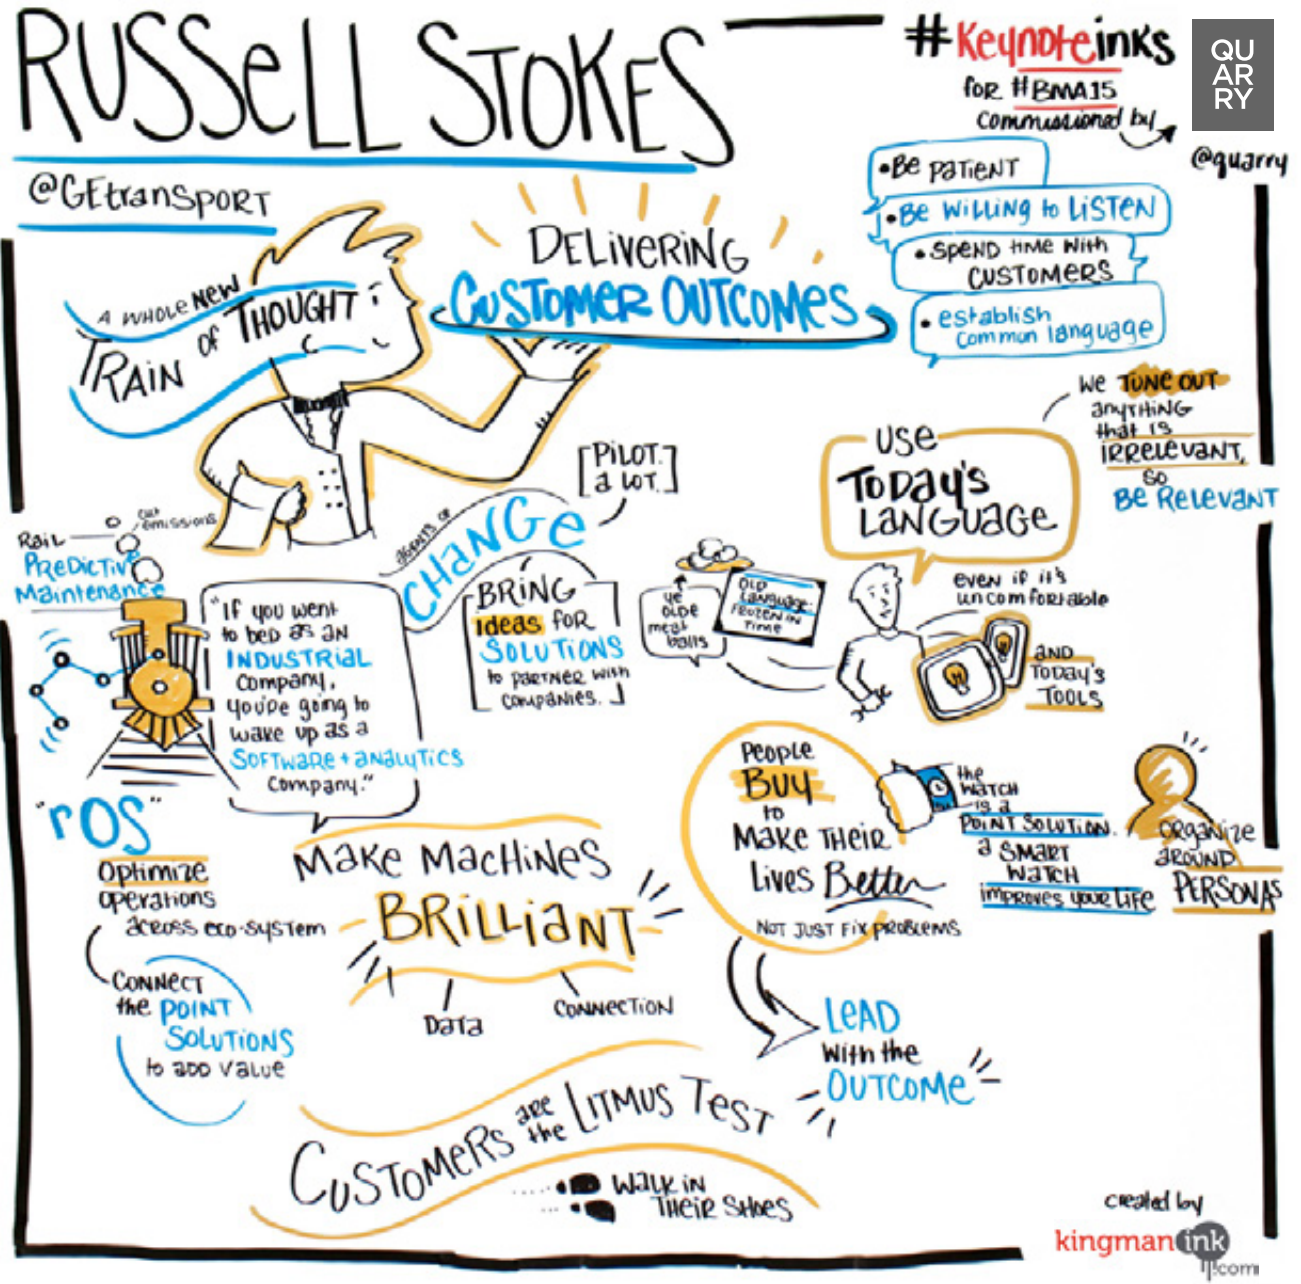 RUSSELL STOKES
@GEtransport
#Keynoteinks
for #BMA15
commissioned by
QU
AR
RY
@quarry
A WHOLE NEW
TRAIN of THOUGHT
DELIVERING
CUSTOMER OUTCOMES
• Be patient
• Be willing to listen
• Spend time with
customers
• establish
common language
We TUNE OUT
anything
that is
irrelevant,
so
Be Relevant
USE
TODAY'S
LANGUAGE
[PILOT.
a LOT.]
agents of
CHANGE
BRING
ideas for
SOLUTIONS
to partner with
companies.
Rail
Predictive
Maintenance
cut
emissions
"If you went
to bed as an
INDUSTRIAL
company,
you're going to
wake up as a
SOFTWARE + ANALYTICS
company."
ye
olde
meat
balls
OLD
LANGUAGE
FROZEN IN
TIME
even if it's
uncomfortable
AND
TODAY'S
TOOLS
"rOS"
Optimize
operations
across eco-system
CONNECT
the POINT
SOLUTIONS
to add value
MAKE MACHINES
BRILLIANT
DATA
CONNECTION
People
BUY
to
Make Their
Lives Better
NOT JUST FIX PROBLEMS
the
WATCH
is a
POINT SOLUTION.
a SMART
WATCH
improves your life
ORGANIZE
AROUND
PERSONAS
LEAD
with the
OUTCOME
CUSTOMERS are the LITMUS TEST
WALK IN
THEIR SHOES
created by
kingman ink
.com